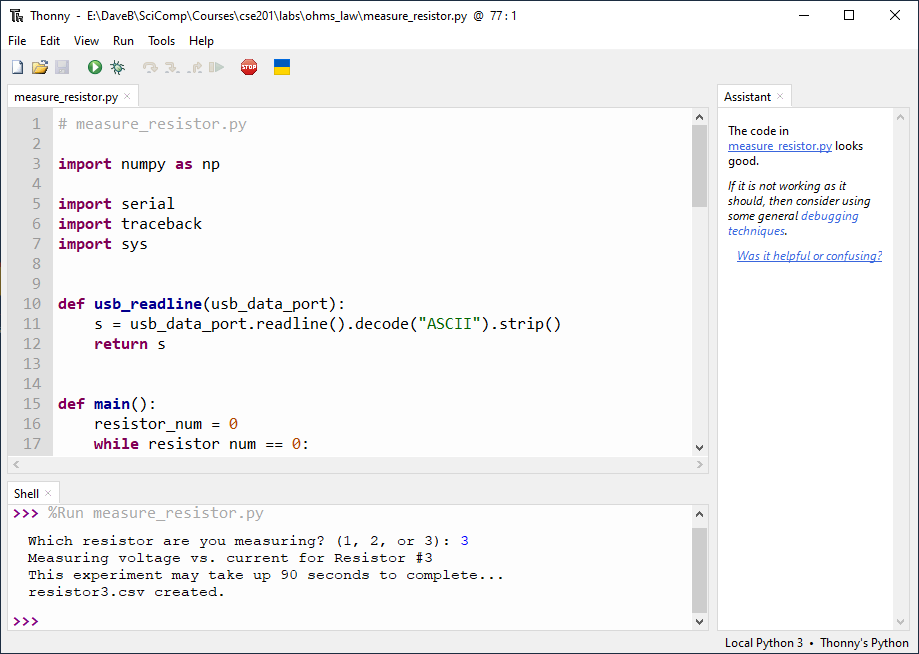 Thonny - E:\DaveB\SciComp\Courses\cse201\labs\ohms_law\measure_resistor.py @ 77:1
File Edit View Run Tools Help
STOP
measure_resistor.py ×
1 # measure_resistor.py
2
3 import numpy as np
4
5 import serial
6 import traceback
7 import sys
8
9
10 def usb_readline(usb_data_port):
11     s = usb_data_port.readline().decode("ASCII").strip()
12     return s
13
14
15 def main():
16     resistor_num = 0
17     while resistor num == 0:
Assistant ×
The code in
measure_resistor.py looks
good.
If it is not working as it
should, then consider using
some general debugging
techniques.
Was it helpful or confusing?
Shell ×
>>> %Run measure_resistor.py
Which resistor are you measuring? (1, 2, or 3): 3
Measuring voltage vs. current for Resistor #3
This experiment may take up 90 seconds to complete...
resistor3.csv created.
>>>
Local Python 3 • Thonny's Python